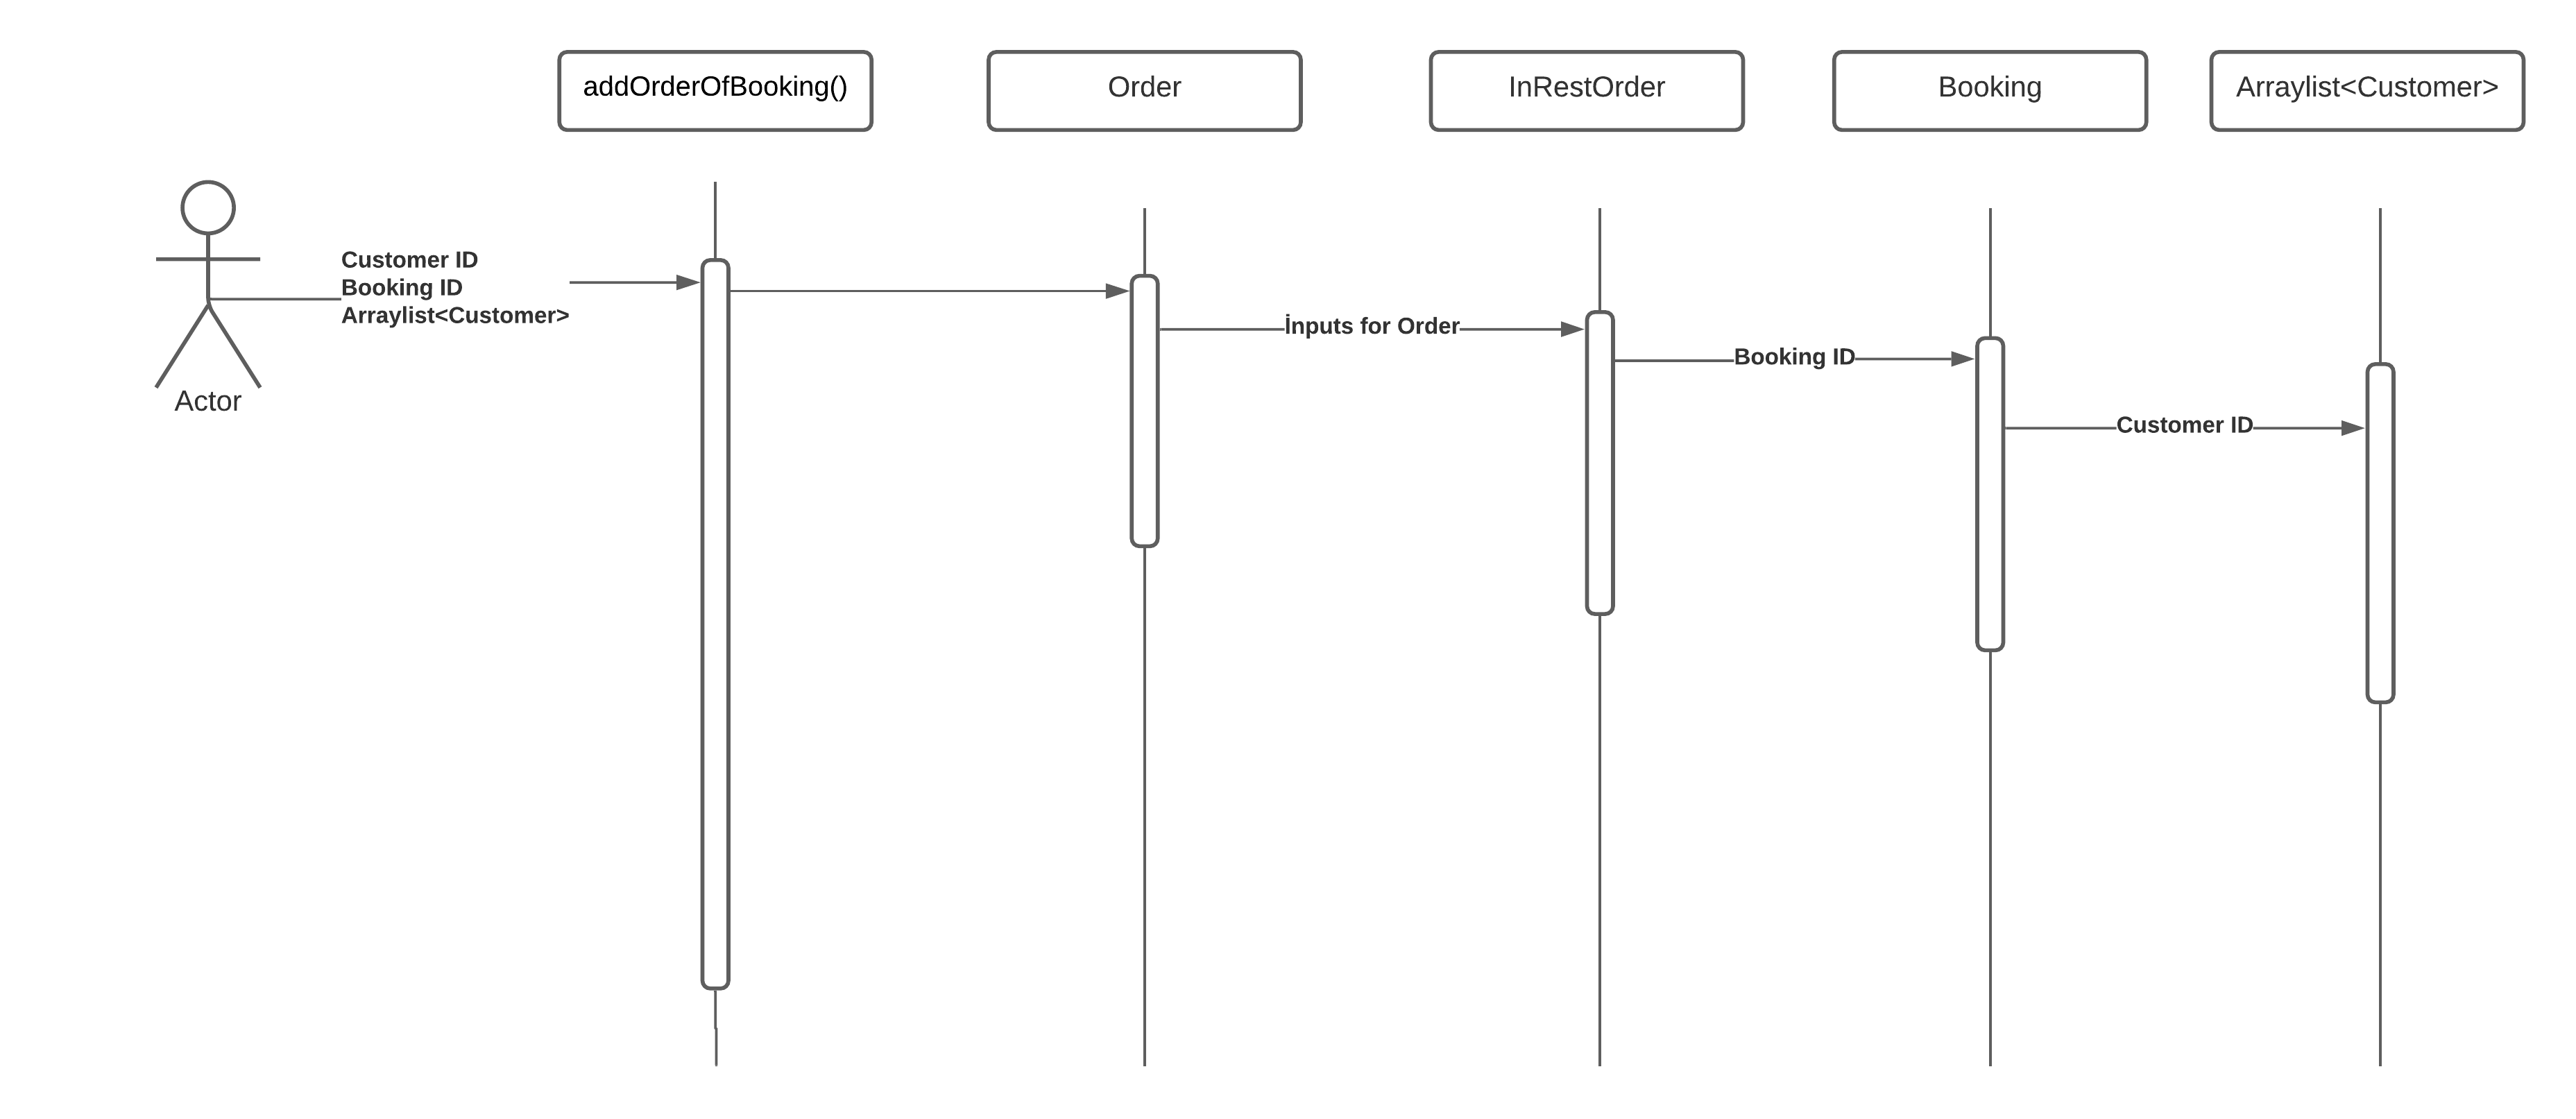 addOrderOfBooking()
Order
InRestOrder
Booking
Arraylist<Customer>
Customer ID
Booking ID
Arraylist<Customer>
İnputs for Order
Booking ID
Customer ID
Actor